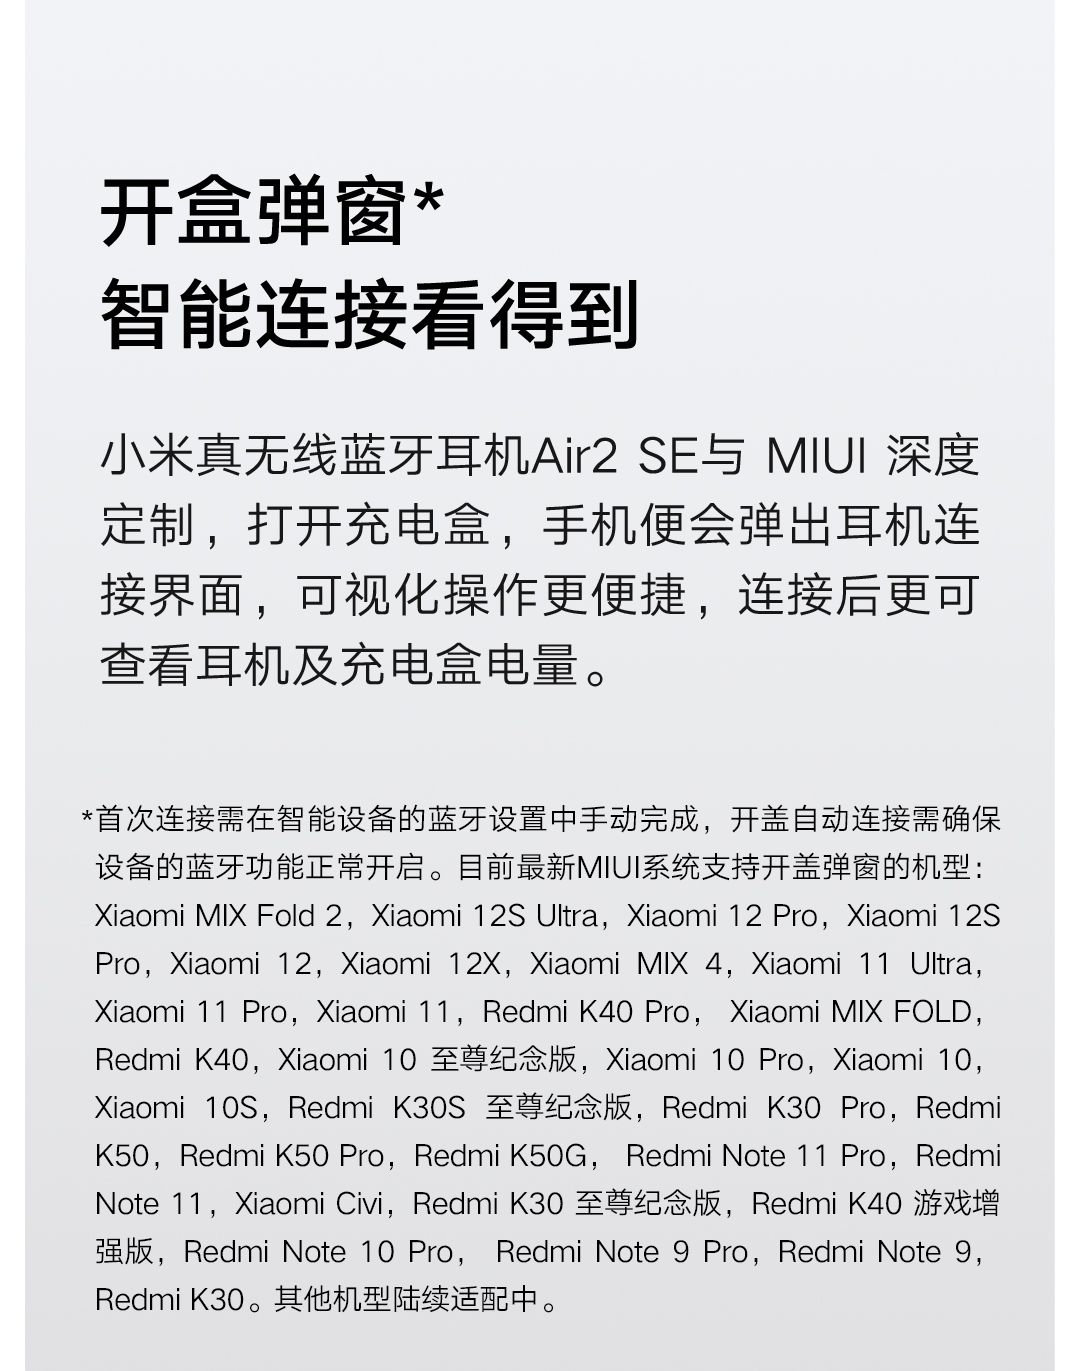 开盒弹窗*
智能连接看得到
小米真无线蓝牙耳机Air2 SE与 MIUI 深度
定制，打开充电盒，手机便会弹出耳机连
接界面，可视化操作更便捷，连接后更可
查看耳机及充电盒电量。
*首次连接需在智能设备的蓝牙设置中手动完成，开盖自动连接需确保
设备的蓝牙功能正常开启。目前最新MIUI系统支持开盖弹窗的机型：
Xiaomi MIX Fold 2，Xiaomi 12S Ultra，Xiaomi 12 Pro，Xiaomi 12S
Pro，Xiaomi 12，Xiaomi 12X，Xiaomi MIX 4，Xiaomi 11 Ultra，
Xiaomi 11 Pro，Xiaomi 11，Redmi K40 Pro， Xiaomi MIX FOLD，
Redmi K40，Xiaomi 10 至尊纪念版，Xiaomi 10 Pro，Xiaomi 10，
Xiaomi 10S，Redmi K30S 至尊纪念版，Redmi K30 Pro，Redmi
K50，Redmi K50 Pro，Redmi K50G， Redmi Note 11 Pro，Redmi
Note 11，Xiaomi Civi，Redmi K30 至尊纪念版，Redmi K40 游戏增
强版，Redmi Note 10 Pro， Redmi Note 9 Pro，Redmi Note 9，
Redmi K30。其他机型陆续适配中。